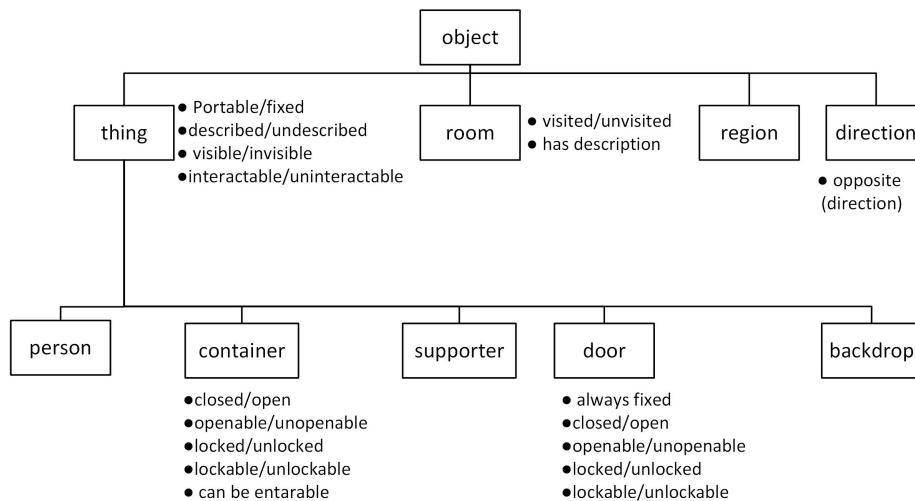 object
thing
● Portable/fixed
● described/undescribed
● visible/invisible
● interactable/uninteractable
room
● visited/unvisited
● has description
region
direction
● opposite
(direction)
person
container
● closed/open
● openable/unopenable
● locked/unlocked
● lockable/unlockable
● can be entarable
supporter
door
● always fixed
● closed/open
● openable/unopenable
● locked/unlocked
● lockable/unlockable
backdrop